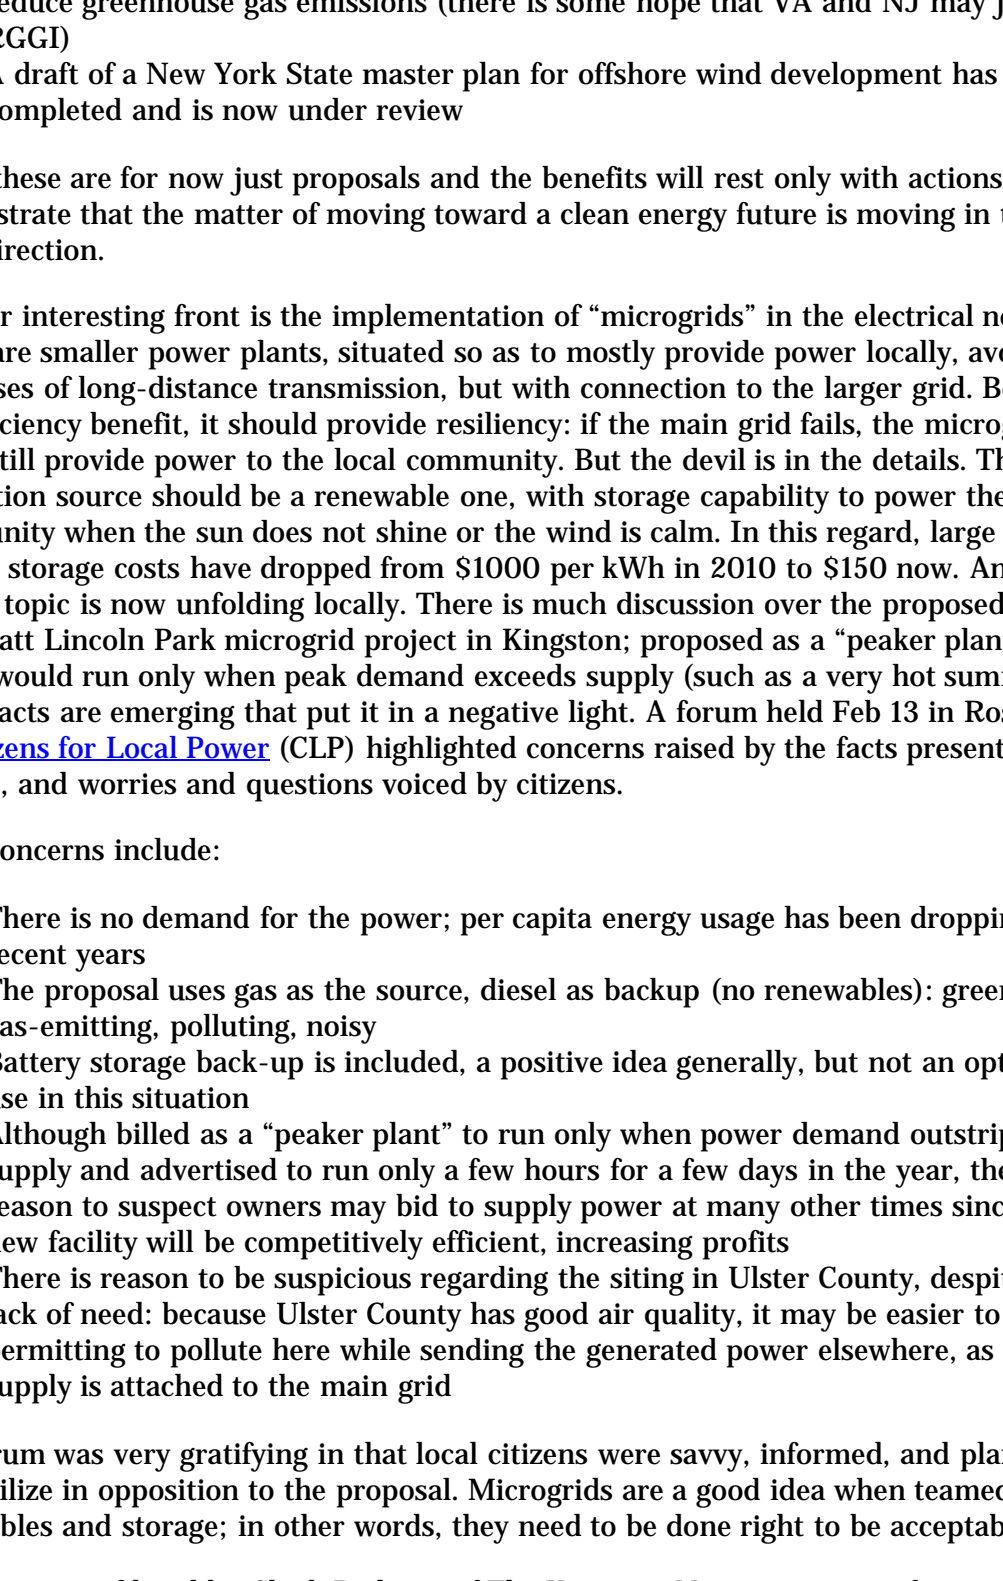 educe greenhouse gas emissions (there is some hope that VA and NJ may j
RGGI)
A draft of a New York State master plan for offshore wind development has
ompleted and is now under review
these are for now just proposals and the benefits will rest only with actions
strate that the matter of moving toward a clean energy future is moving in t
irection.
r interesting front is the implementation of “microgrids” in the electrical ne
are smaller power plants, situated so as to mostly provide power locally, avo
ses of long-distance transmission, but with connection to the larger grid. Be
ciency benefit, it should provide resiliency: if the main grid fails, the microg
till provide power to the local community. But the devil is in the details. Th
tion source should be a renewable one, with storage capability to power the
unity when the sun does not shine or the wind is calm. In this regard, large
storage costs have dropped from $1000 per kWh in 2010 to $150 now. An
topic is now unfolding locally. There is much discussion over the proposed
att Lincoln Park microgrid project in Kingston; proposed as a “peaker plan
would run only when peak demand exceeds supply (such as a very hot sum
acts are emerging that put it in a negative light. A forum held Feb 13 in Ros
zens for Local Power (CLP) highlighted concerns raised by the facts present
, and worries and questions voiced by citizens.
oncerns include:
There is no demand for the power; per capita energy usage has been droppin
recent years
The proposal uses gas as the source, diesel as backup (no renewables): green
as-emitting, polluting, noisy
Battery storage back-up is included, a positive idea generally, but not an opt
use in this situation
Although billed as a “peaker plant” to run only when power demand outstrip
supply and advertised to run only a few hours for a few days in the year, the
reason to suspect owners may bid to supply power at many other times sinc
new facility will be competitively efficient, increasing profits
There is reason to be suspicious regarding the siting in Ulster County, despit
lack of need: because Ulster County has good air quality, it may be easier to
permitting to pollute here while sending the generated power elsewhere, as
supply is attached to the main grid
rum was very gratifying in that local citizens were savvy, informed, and plan
ilize in opposition to the proposal. Microgrids are a good idea when teamed
bles and storage; in other words, they need to be done right to be acceptab